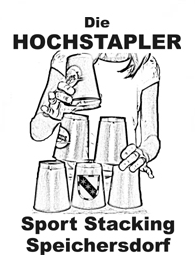 Die
HOCHSTAPLER
Sport Stacking
Speichersdorf